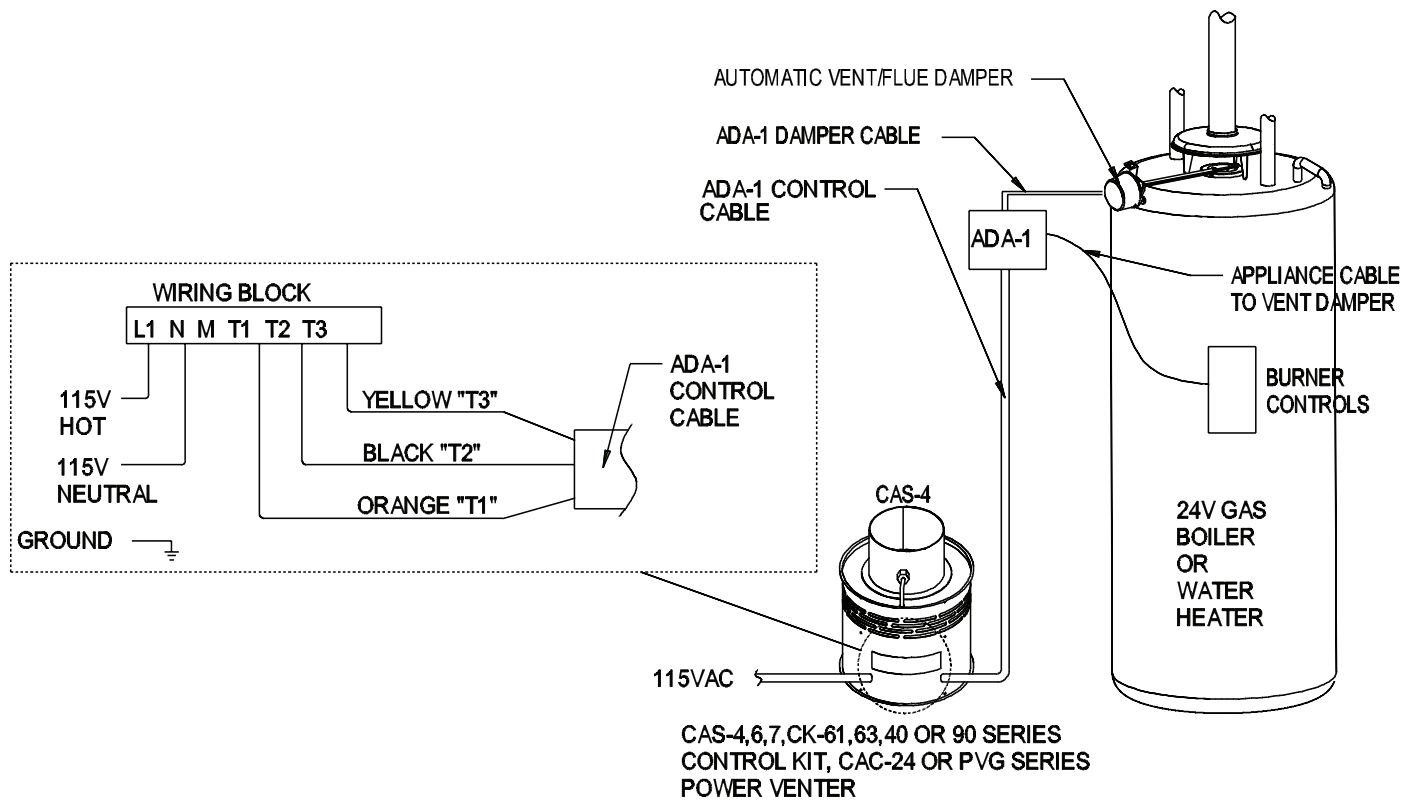 AUTOMATIC VENT/FLUE DAMPER
ADA-1 DAMPER CABLE
ADA-1 CONTROL
CABLE
ADA-1
APPLIANCE CABLE
TO VENT DAMPER
WIRING BLOCK
L1 N M T1 T2 T3
115V
HOT
115V
NEUTRAL
GROUND
YELLOW "T3"
BLACK "T2"
ORANGE "T1"
ADA-1
CONTROL
CABLE
BURNER
CONTROLS
CAS-4
24V GAS
BOILER
OR
WATER
HEATER
115VAC
CAS-4,6,7,CK-61,63,40 OR 90 SERIES
CONTROL KIT, CAC-24 OR PVG SERIES
POWER VENTER